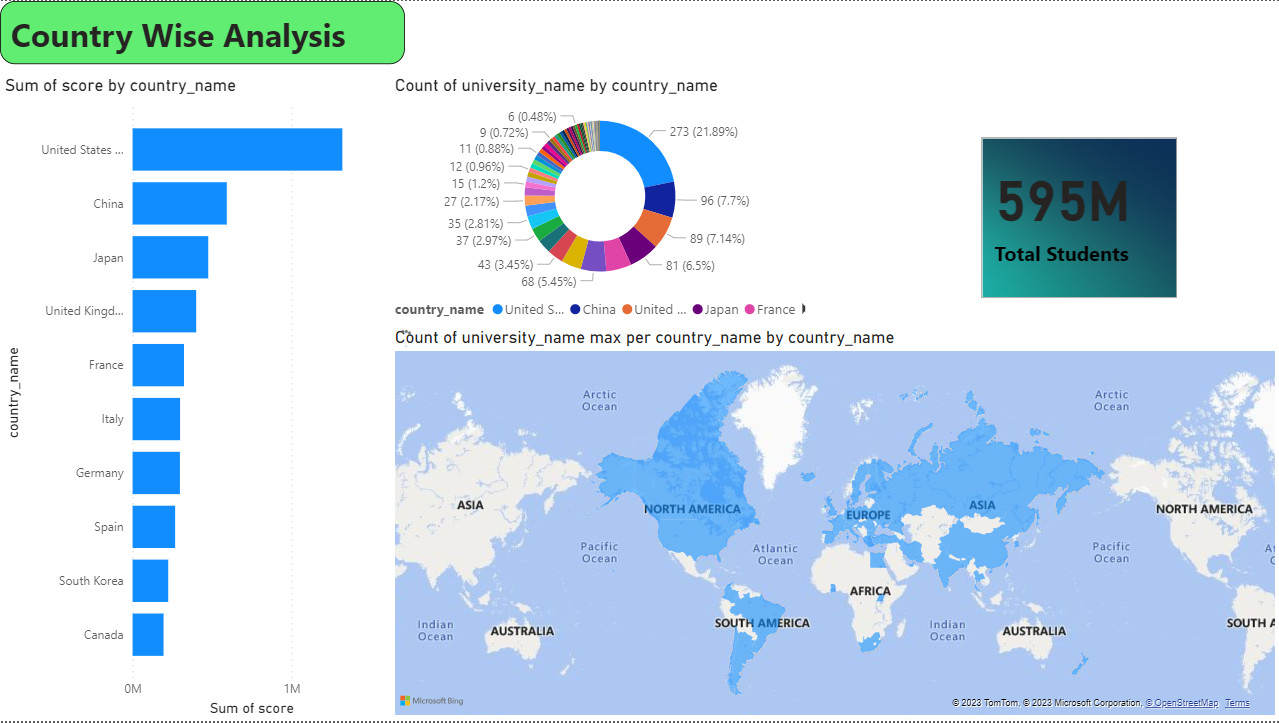 Country Wise Analysis
Sum of score by country_name
United States ...
China
Japan
United Kingd...
France
Italy
Germany
Spain
South Korea
Canada
country_name
0M
1M
Sum of score
Count of university_name by country_name
6 (0.48%)
9 (0.72%)
11 (0.88%)
12 (0.96%)
15 (1.2%)
27 (2.17%)
35 (2.81%)
37 (2.97%)
43 (3.45%)
68 (5.45%)
273 (21.89%)
96 (7.7%)
89 (7.14%)
81 (6.5%)
country_name United S... China United ... Japan France
595M
Total Students
Count of university_name max per country_name by country_name
Arctic
Ocean
Arctic
Ocean
ASIA
NORTH AMERICA
EUROPE
ASIA
NORTH AMERICA
Pacific
Ocean
Atlantic
Ocean
Pacific
Ocean
At
O
AFRICA
Indian
Ocean
AUSTRALIA
SOUTH AMERICA
Indian
Ocean
AUSTRALIA
SOUTH A
Microsoft Bing
© 2023 TomTom, © 2023 Microsoft Corporation, © OpenStreetMap Terms